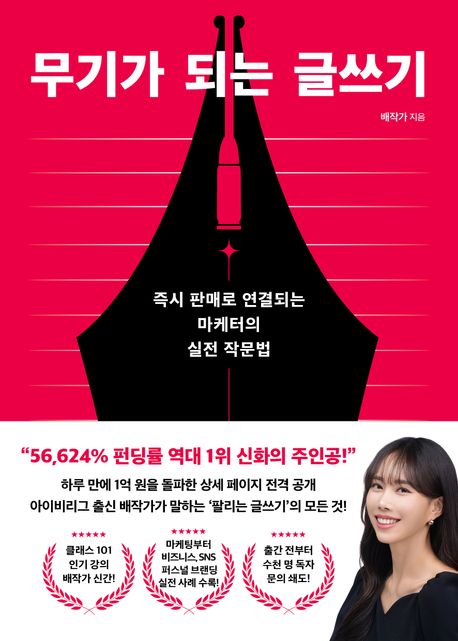 무기가 되는 글쓰기
배작가 지음
즉시 판매로 연결되는
마케터의
실전 작문법
“56,624% 펀딩률 역대 1위 신화의 주인공!”
하루 만에 1억 원을 돌파한 상세 페이지 전격 공개
아이비리그 출신 배작가가 말하는 ‘팔리는 글쓰기’의 모든 것!
클래스 101
인기 강의
배작가 신간!
마케팅부터
비즈니스, SNS
퍼스널 브랜딩
실전 사례 수록!
출간 전부터
수천 명 독자
문의 쇄도!